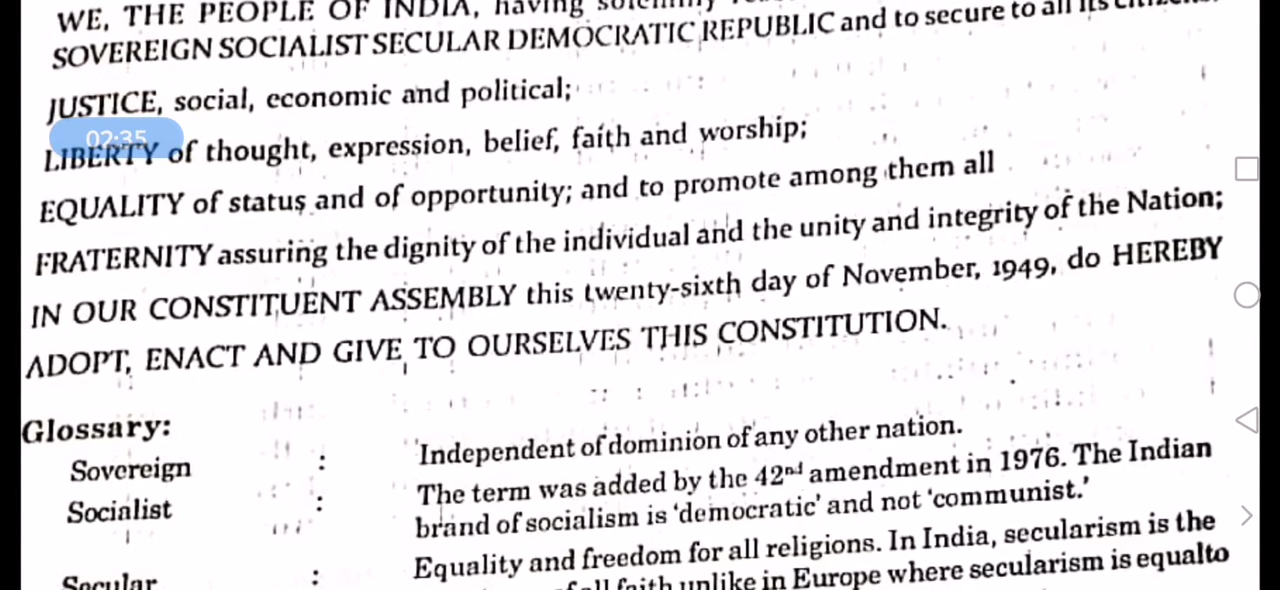 WE, THE PEOPLE OF INDIA, having
SOVEREIGN SOCIALIST SECULAR DEMOCRATIC REPUBLIC and to secure to all its
JUSTICE, social, economic and political;
02:35
LIBERTY of thought, expression, belief, faith and worship;
EQUALITY of status and of opportunity; and to promote among them all
FRATERNITY assuring the dignity of the individual and the unity and integrity of the Nation;
IN OUR CONSTITUENT ASSEMBLY this twenty-sixth day of November, 1949, do HEREBY
ADOPT, ENACT AND GIVE TO OURSELVES THIS CONSTITUTION.
Glossary:
Sovereign : Independent of dominion of any other nation.
Socialist : The term was added by the 42nd amendment in 1976. The Indian
brand of socialism is 'democratic' and not 'communist.'
Secular : Equality and freedom for all religions. In India, secularism is the
faith unlike in Europe where secularism is equalto